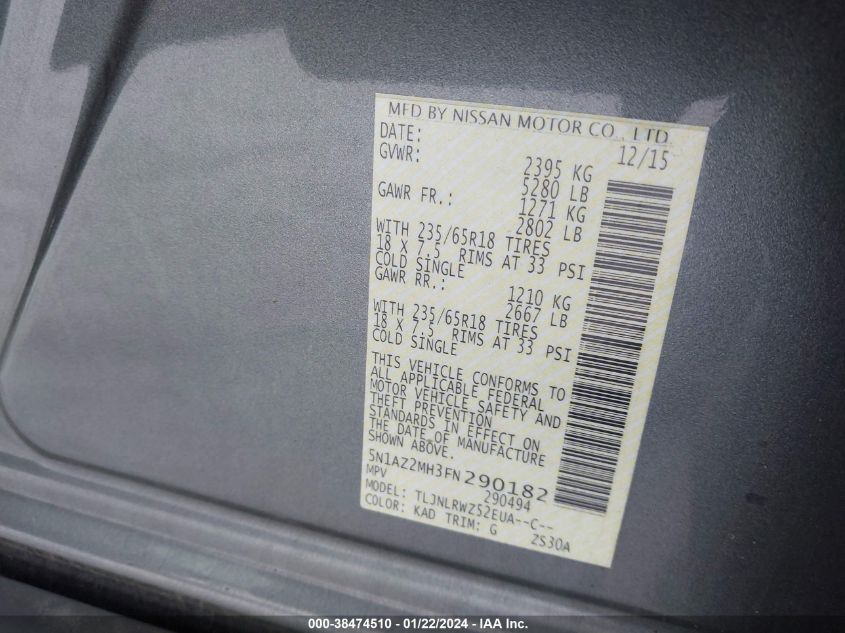 MFD BY NISSAN MOTOR CO., LTD.
DATE: 12/15
GVWR: 2395 KG
5280 LB
GAWR FR.: 1271 KG
2802 LB
WITH 235/65R18 TIRES
18 X 7.5 RIMS AT 33 PSI
COLD SINGLE
GAWR RR.: 1210 KG
2667 LB
WITH 235/65R18 TIRES
18 X 7.5 RIMS AT 33 PSI
COLD SINGLE
THIS VEHICLE CONFORMS TO
ALL APPLICABLE FEDERAL
MOTOR VEHICLE SAFETY AND
THEFT PREVENTION
STANDARDS IN EFFECT ON
THE DATE OF MANUFACTURE
SHOWN ABOVE.
5N1AZ2MH3FN290182
MPV 290494
MODEL: TLJNLRWZ52EUA--C--
COLOR: KAD TRIM: G ZS30A
000-38474510 - 01/22/2024 - IAA Inc.